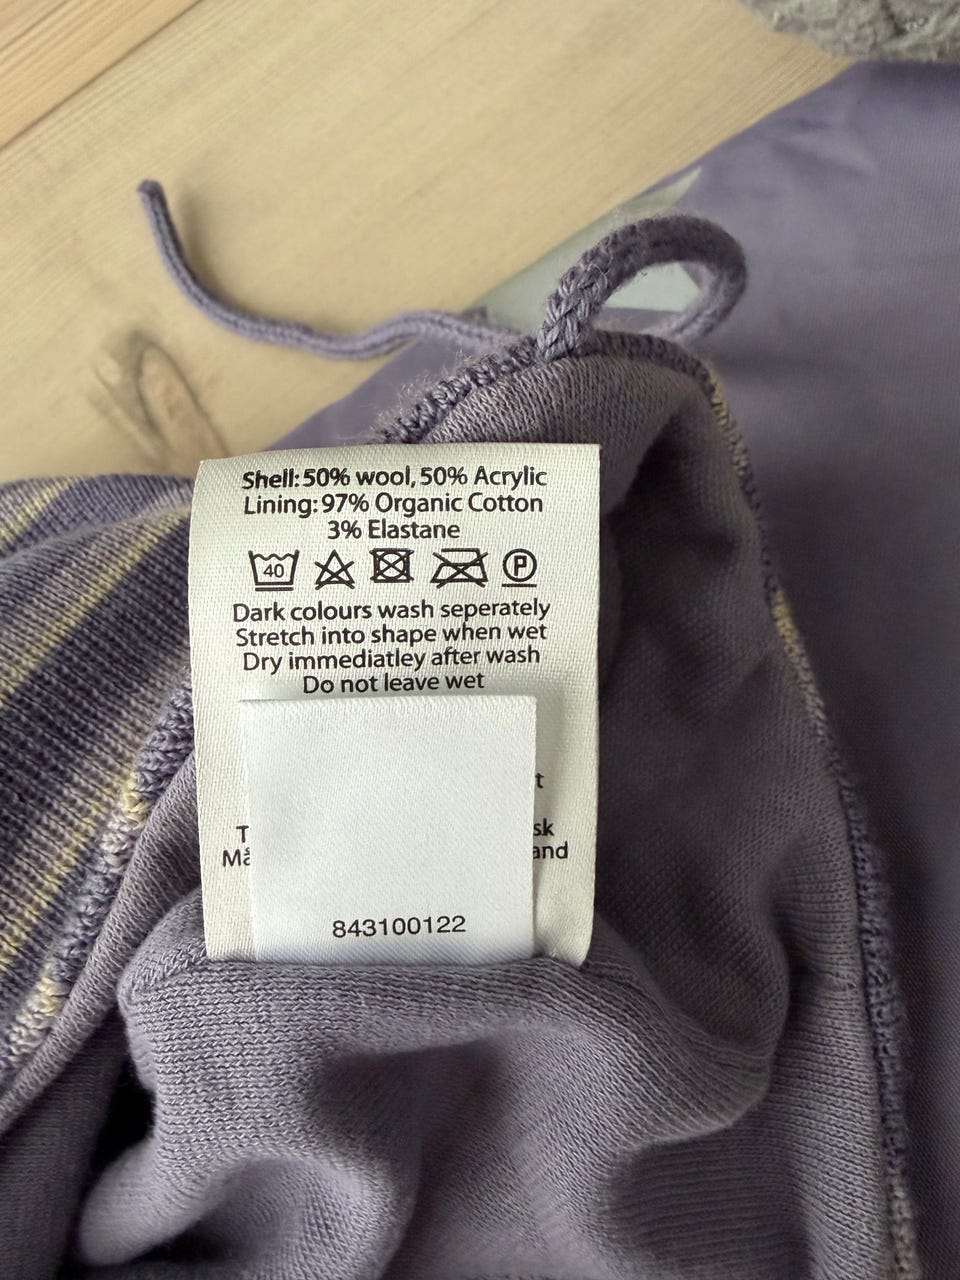 Shell: 50% wool, 50% Acrylic
Lining: 97% Organic Cotton
3% Elastane
40 P
Dark colours wash seperately
Stretch into shape when wet
Dry immediatley after wash
Do not leave wet
843100122